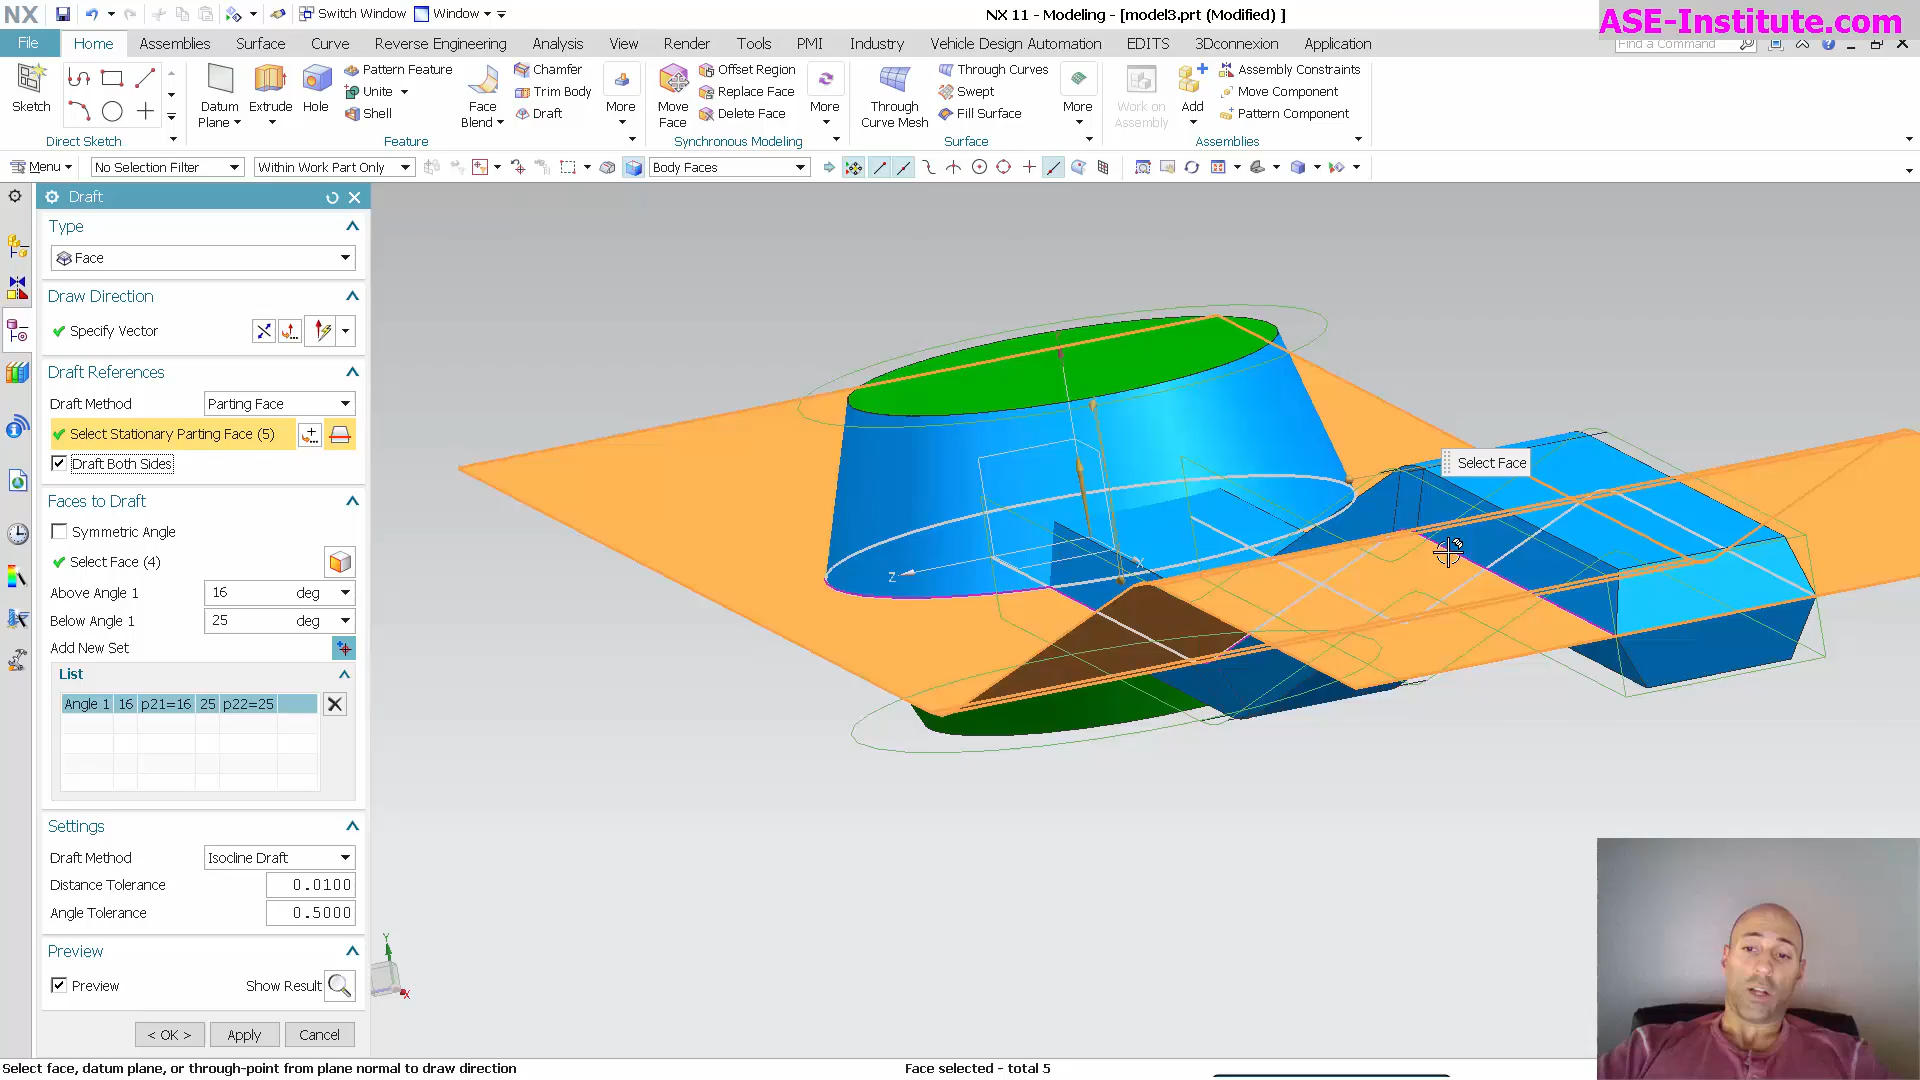 NX Switch Window Window NX 11 - Modeling - [model3.prt (Modified) ]
ASE-Institute.com
File Home Assemblies Surface Curve Reverse Engineering Analysis View Render Tools PMI Industry Vehicle Design Automation EDITS 3Dconnexion Application Find a Command
Sketch
Direct Sketch
Datum Plane
Extrude
Hole
Pattern Feature
Unite
Shell
Face Blend
Chamfer
Trim Body
Draft
More
Feature
Move Face
Offset Region
Replace Face
Delete Face
More
Synchronous Modeling
Through Curve Mesh
Through Curves
Swept
Fill Surface
More
Surface
Work on Assembly
Add
Assembly Constraints
Move Component
Pattern Component
Assemblies
Menu No Selection Filter Within Work Part Only Body Faces
Draft
Type
Face
Draw Direction
Specify Vector
Draft References
Draft Method Parting Face
Select Stationary Parting Face (5)
Draft Both Sides
Faces to Draft
Symmetric Angle
Select Face (4)
Above Angle 1 16 deg
Below Angle 1 25 deg
Add New Set
List
Angle 1 16 p21=16 25 p22=25
Settings
Draft Method Isocline Draft
Distance Tolerance 0.0100
Angle Tolerance 0.5000
Preview
Preview Show Result
< OK > Apply Cancel
Select Face
Z
X
Y
X
Select face, datum plane, or through-point from plane normal to draw direction
Face selected - total 5